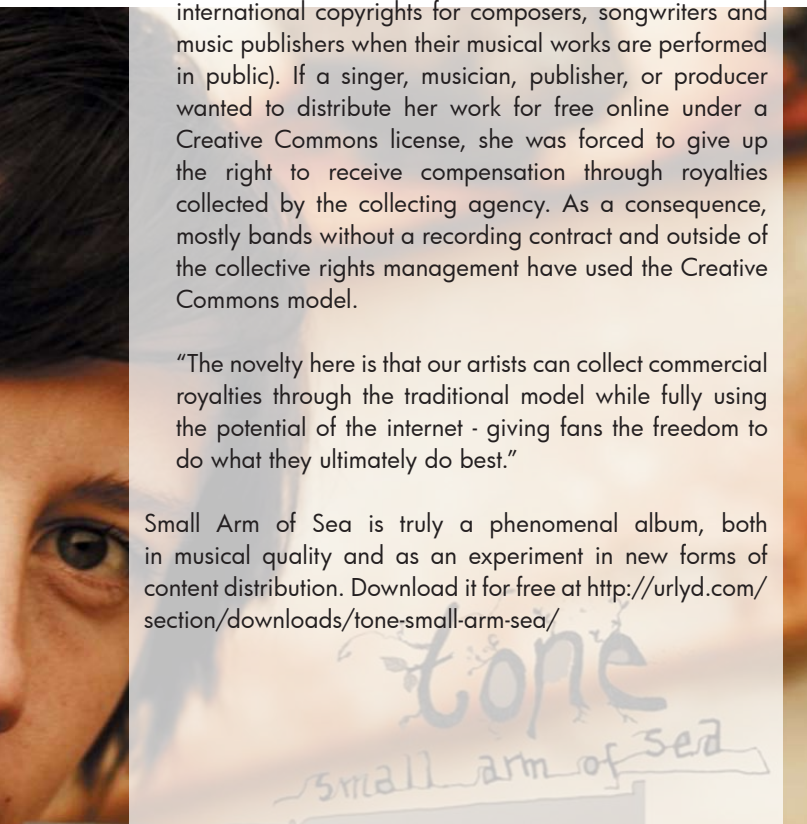 international copyrights for composers, songwriters and
music publishers when their musical works are performed
in public). If a singer, musician, publisher, or producer
wanted to distribute her work for free online under a
Creative Commons license, she was forced to give up
the right to receive compensation through royalties
collected by the collecting agency. As a consequence,
mostly bands without a recording contract and outside of
the collective rights management have used the Creative
Commons model.
“The novelty here is that our artists can collect commercial
royalties through the traditional model while fully using
the potential of the internet - giving fans the freedom to
do what they ultimately do best.”
Small Arm of Sea is truly a phenomenal album, both
in musical quality and as an experiment in new forms of
content distribution. Download it for free at http://urlyd.com/
section/downloads/tone-small-arm-sea/
tone
small arm of sea